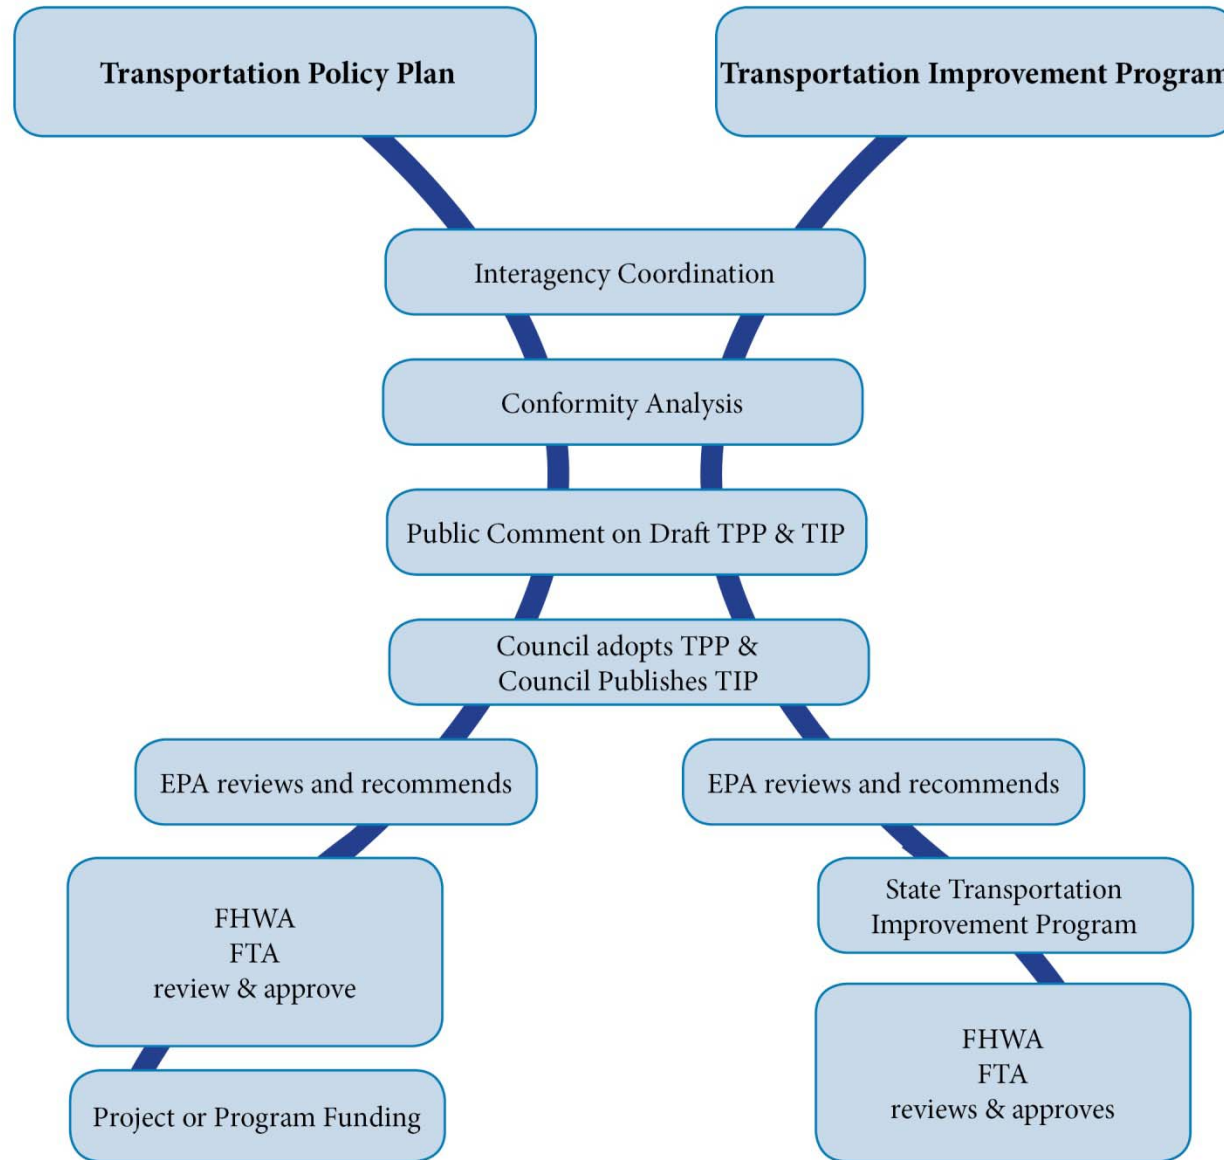 Transportation Policy Plan
Transportation Improvement Program
Interagency Coordination
Conformity Analysis
Public Comment on Draft TPP & TIP
Council adopts TPP &
Council Publishes TIP
EPA reviews and recommends
EPA reviews and recommends
FHWA
FTA
review & approve
State Transportation
Improvement Program
Project or Program Funding
FHWA
FTA
reviews & approves